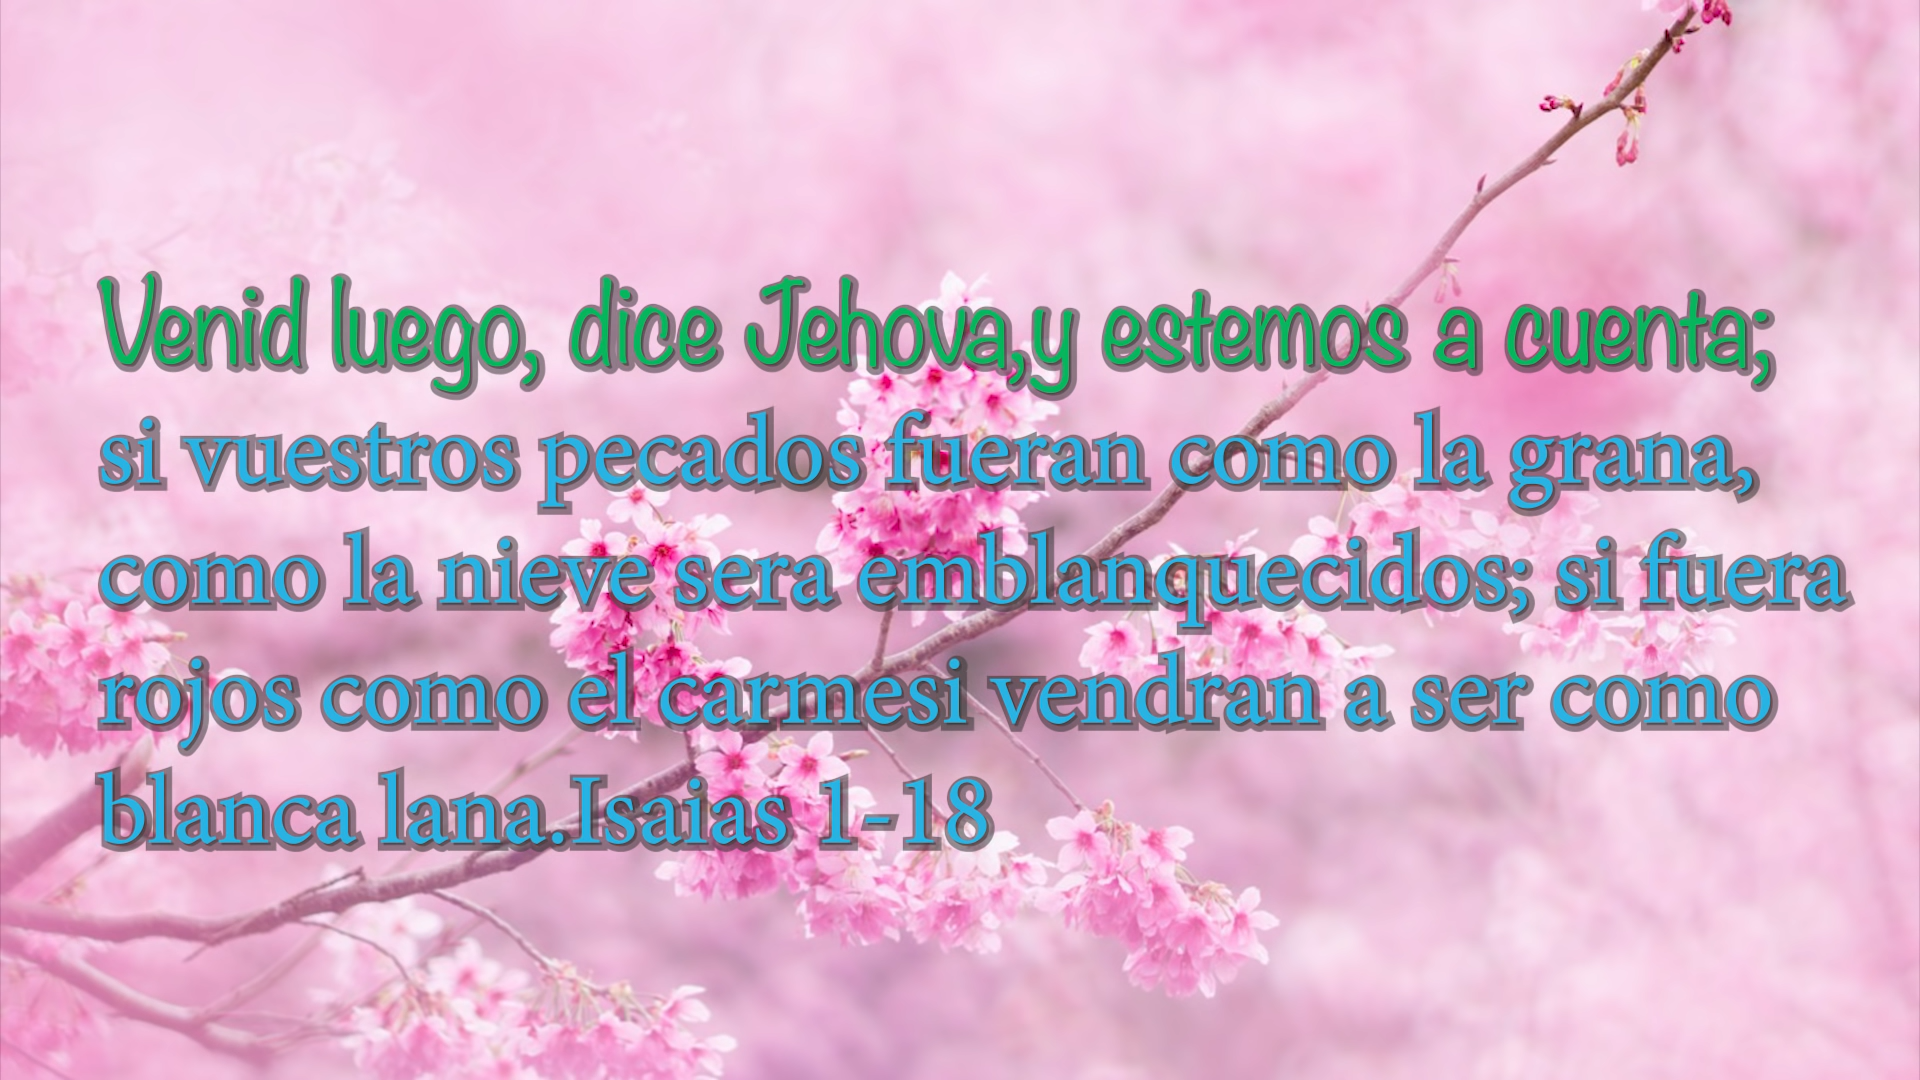 Venid luego, dice Jehova,y estemos a cuenta;
si vuestros pecados fueran como la grana,
como la nieve sera emblanquecidos; si fuera
rojos como el carmesi vendran a ser como
blanca lana.Isaias 1-18